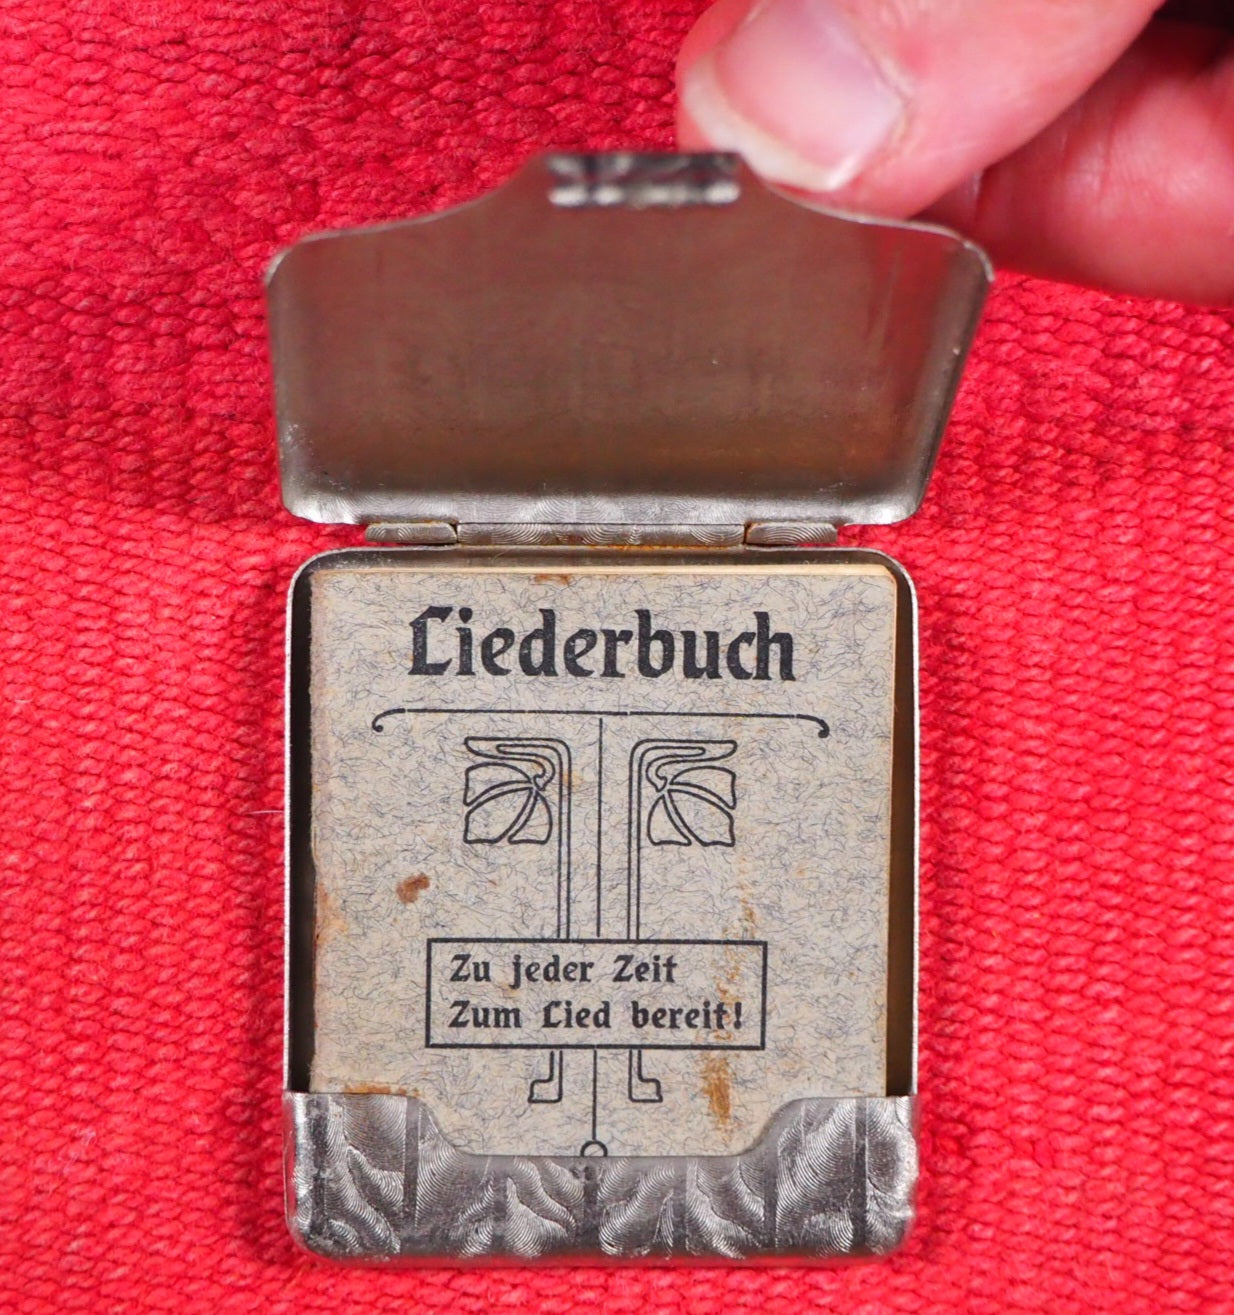 Liederbuch
Zu jeder Zeit
Zum Lied bereit!